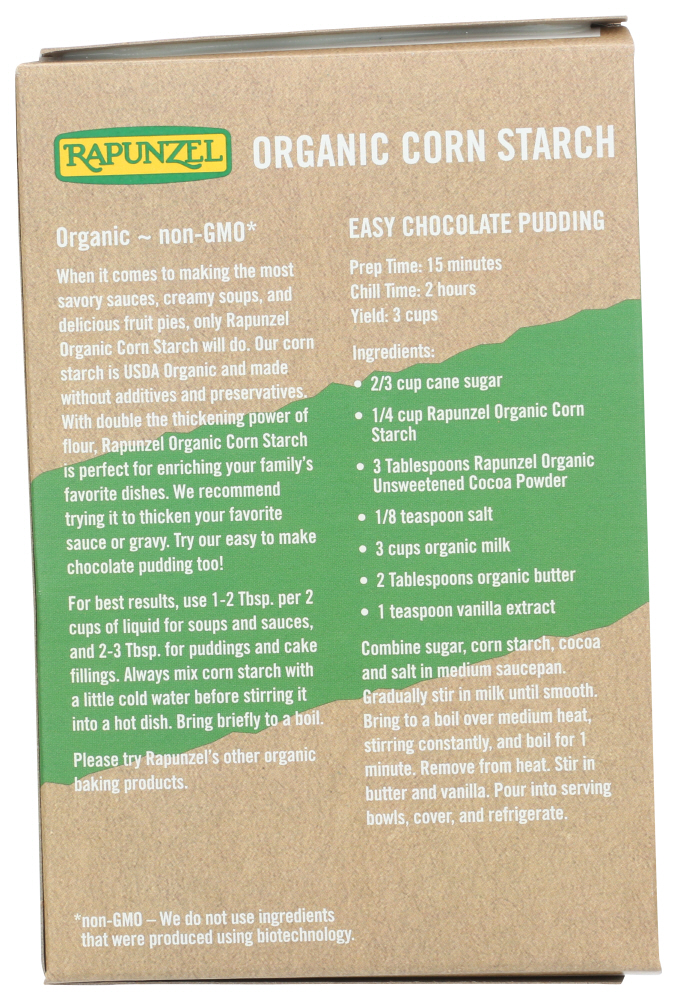 RAPUNZEL
ORGANIC CORN STARCH
Organic ~ non-GMO*
When it comes to making the most
savory sauces, creamy soups, and
delicious fruit pies, only Rapunzel
Organic Corn Starch will do. Our corn
starch is USDA Organic and made
without additives and preservatives.
With double the thickening power of
flour, Rapunzel Organic Corn Starch
is perfect for enriching your family's
favorite dishes. We recommend
trying it to thicken your favorite
sauce or gravy. Try our easy to make
chocolate pudding too!
For best results, use 1-2 Tbsp. per 2
cups of liquid for soups and sauces,
and 2-3 Tbsp. for puddings and cake
fillings. Always mix corn starch with
a little cold water before stirring it
into a hot dish. Bring briefly to a boil.
Please try Rapunzel's other organic
baking products.
*non-GMO – We do not use ingredients
that were produced using biotechnology.
EASY CHOCOLATE PUDDING
Prep Time: 15 minutes
Chill Time: 2 hours
Yield: 3 cups
Ingredients:
• 2/3 cup cane sugar
• 1/4 cup Rapunzel Organic Corn
Starch
• 3 Tablespoons Rapunzel Organic
Unsweetened Cocoa Powder
• 1/8 teaspoon salt
• 3 cups organic milk
• 2 Tablespoons organic butter
• 1 teaspoon vanilla extract
Combine sugar, corn starch, cocoa
and salt in medium saucepan.
Gradually stir in milk until smooth.
Bring to a boil over medium heat,
stirring constantly, and boil for 1
minute. Remove from heat. Stir in
butter and vanilla. Pour into serving
bowls, cover, and refrigerate.